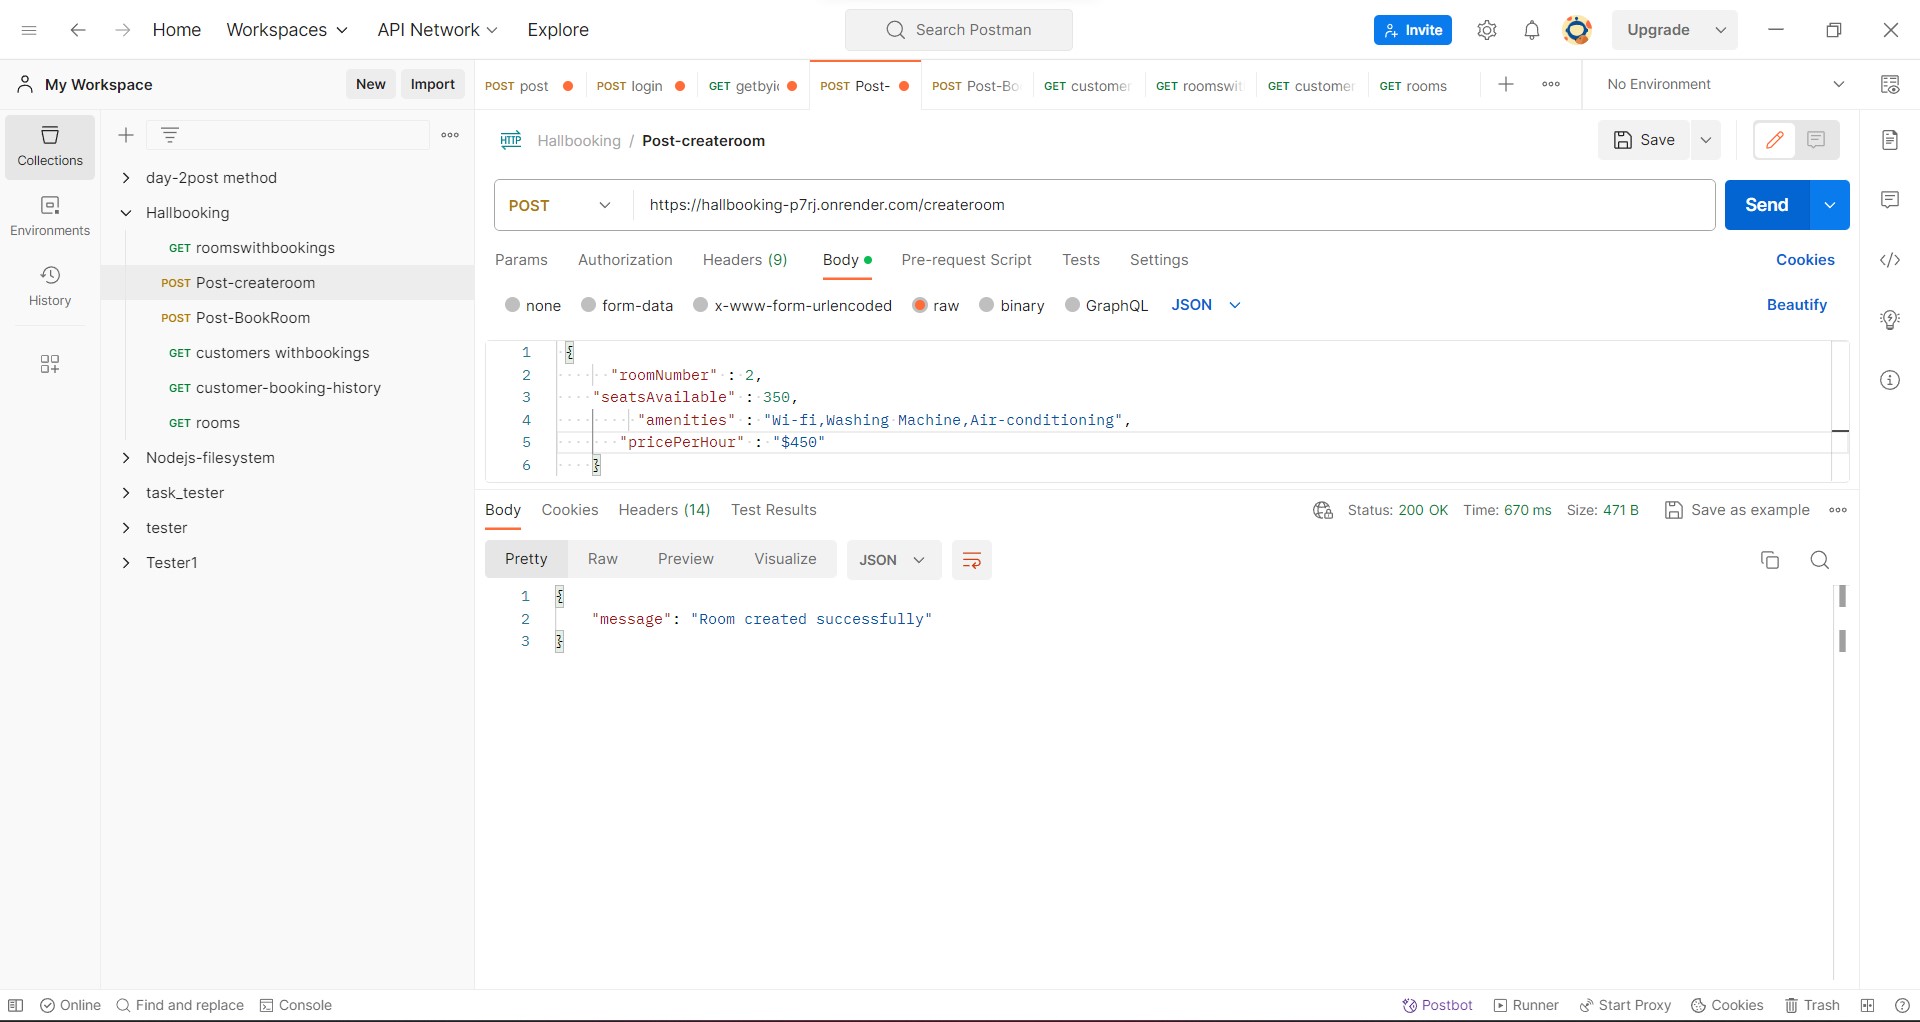 Home Workspaces API Network Explore Search Postman Invite Upgrade
My Workspace New Import
POST post POST login GET getbyi POST Post- POST Post-Bo GET customer GET roomswit GET customer GET rooms No Environment
Collections
Environments
History
day-2post method
Hallbooking
GET roomswithbookings
POST Post-createroom
POST Post-BookRoom
GET customers withbookings
GET customer-booking-history
GET rooms
Nodejs-filesystem
task_tester
tester
Tester1
HTTP Hallbooking / Post-createroom Save
POST https://hallbooking-p7rj.onrender.com/createroom Send
Params Authorization Headers (9) Body Pre-request Script Tests Settings Cookies
none form-data x-www-form-urlencoded raw binary GraphQL JSON Beautify
1 {
2 "roomNumber" : 2,
3 "seatsAvailable" : 350,
4 "amenities" : "Wi-fi,Washing Machine,Air-conditioning",
5 "pricePerHour" : "$450"
6 }
Body Cookies Headers (14) Test Results Status: 200 OK Time: 670 ms Size: 471 B Save as example
Pretty Raw Preview Visualize JSON
1 {
2 "message": "Room created successfully"
3 }
Online Find and replace Console Postbot Runner Start Proxy Cookies Trash